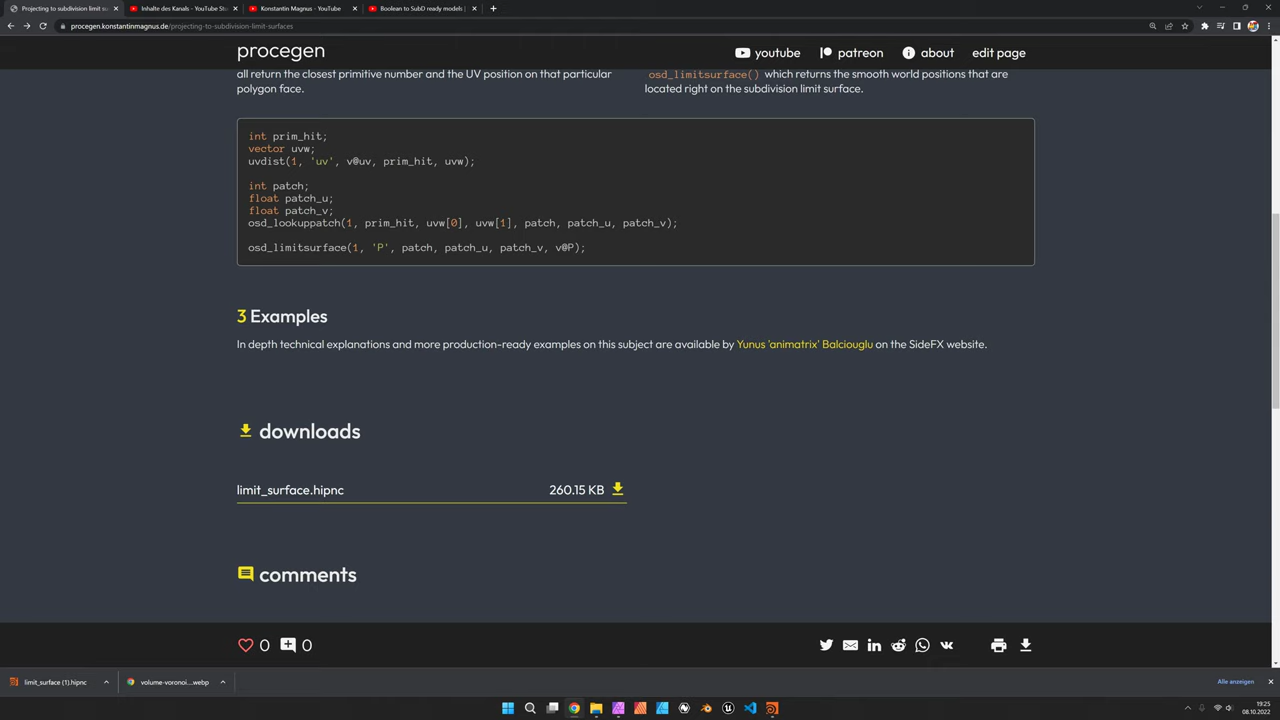 Projecting to subdivision limit su
Inhalte des Kanals - YouTube Stu
Konstantin Magnus - YouTube
Boolean to SubD ready models |
procegen.konstantinmagnus.de/projecting-to-subdivision-limit-surfaces
procegen
youtube
patreon
about
edit page
all return the closest primitive number and the UV position on that particular
polygon face.
osd_limitsurface() which returns the smooth world positions that are
located right on the subdivision limit surface.
int prim_hit;
vector uvw;
uvdist(1, 'uv', v@uv, prim_hit, uvw);
int patch;
float patch_u;
float patch_v;
osd_lookuppatch(1, prim_hit, uvw[0], uvw[1], patch, patch_u, patch_v);
osd_limitsurface(1, 'P', patch, patch_u, patch_v, v@P);
3 Examples
In depth technical explanations and more production-ready examples on this subject are available by Yunus 'animatrix' Balciouglu on the SideFX website.
downloads
limit_surface.hipnc 260.15 KB
comments
0 0
limit_surface (1).hipnc
volume-voronoi....webp
Alle anzeigen
19:25
08.10.2022